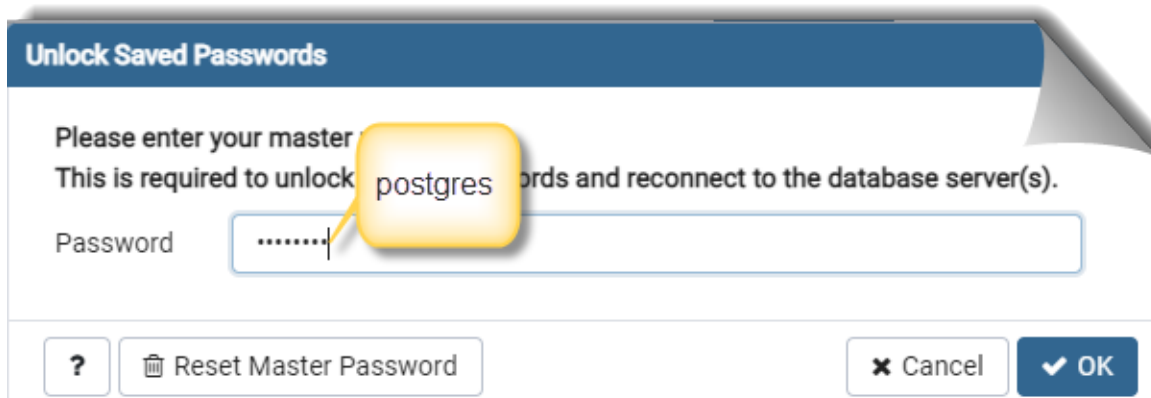 Unlock Saved Passwords
Please enter your master
This is required to unlock ords and reconnect to the database server(s).
postgres
Password ••••••••
? Reset Master Password Cancel OK